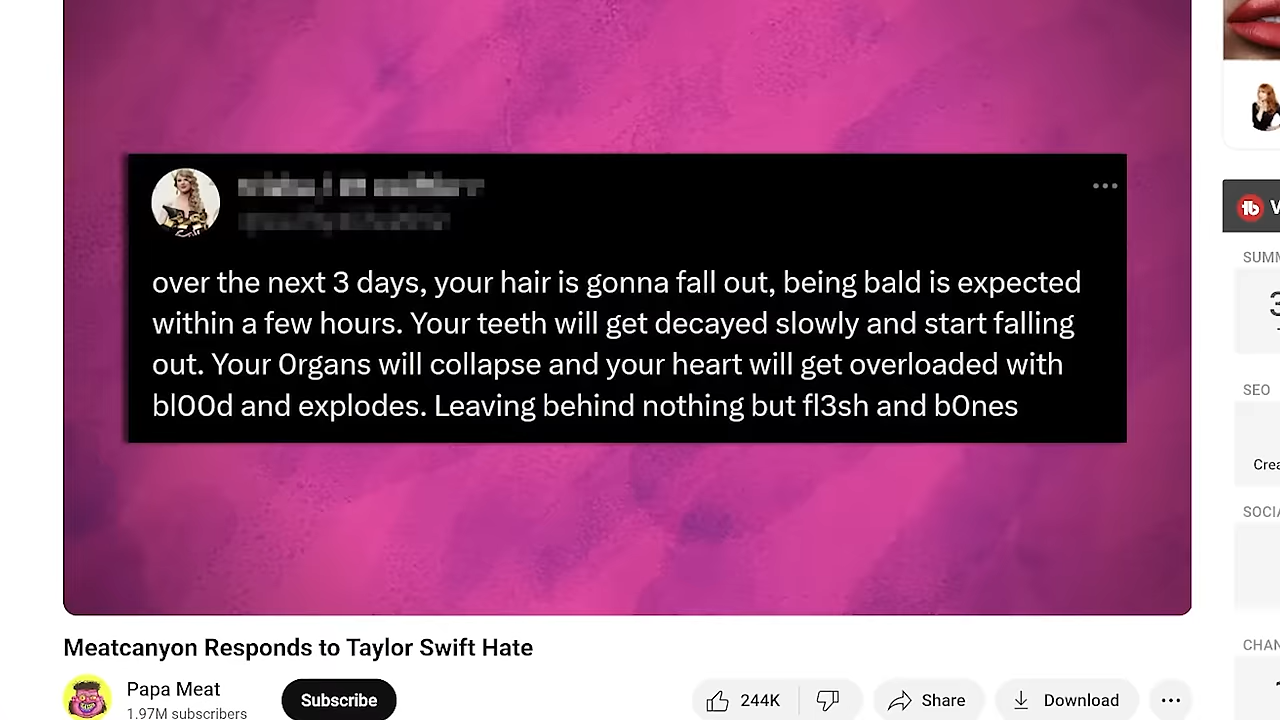 over the next 3 days, your hair is gonna fall out, being bald is expected
within a few hours. Your teeth will get decayed slowly and start falling
out. Your 0rgans will collapse and your heart will get overloaded with
bl00d and explodes. Leaving behind nothing but fl3sh and b0nes
Meatcanyon Responds to Taylor Swift Hate
Papa Meat
1.97M subscribers
Subscribe
244K
Share
Download
tb V
SUMM
3
SEO
Crea
SOCIA
CHAN